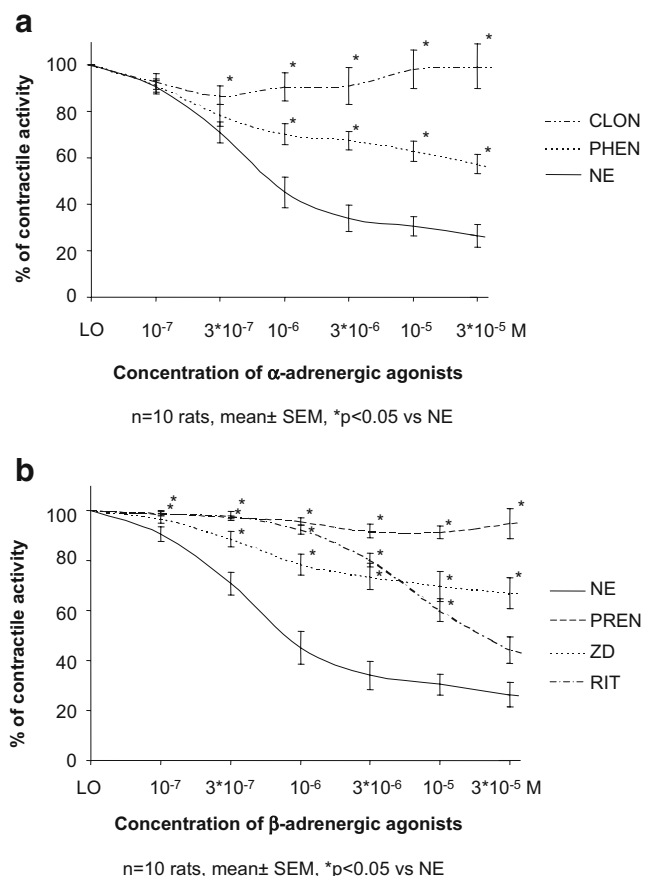 a
% of contractile activity
100
80
60
40
20
0
LO 10⁻⁷ 3*10⁻⁷ 10⁻⁶ 3*10⁻⁶ 10⁻⁵ 3*10⁻⁵ M
* * * * * *
* * * *
CLON
PHEN
NE
Concentration of α-adrenergic agonists
n=10 rats, mean± SEM, *p<0.05 vs NE
b
% of contractile activity
100
80
60
40
20
0
LO 10⁻⁷ 3*10⁻⁷ 10⁻⁶ 3*10⁻⁶ 10⁻⁵ 3*10⁻⁵ M
* * * * * *
* * * * * *
* * *
NE
PREN
ZD
RIT
Concentration of β-adrenergic agonists
n=10 rats, mean± SEM, *p<0.05 vs NE